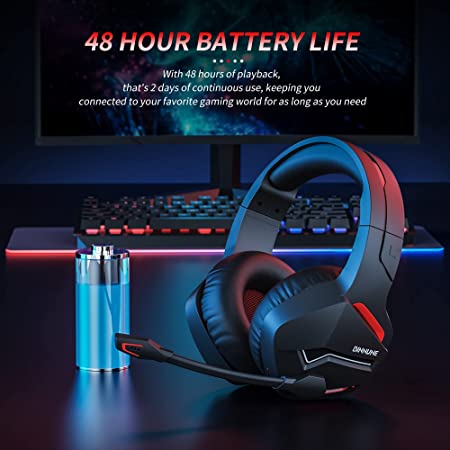 48 HOUR BATTERY LIFE
With 48 hours of playback,
that's 2 days of continuous use, keeping you
connected to your favorite gaming world for as long as you need
DINHUNE